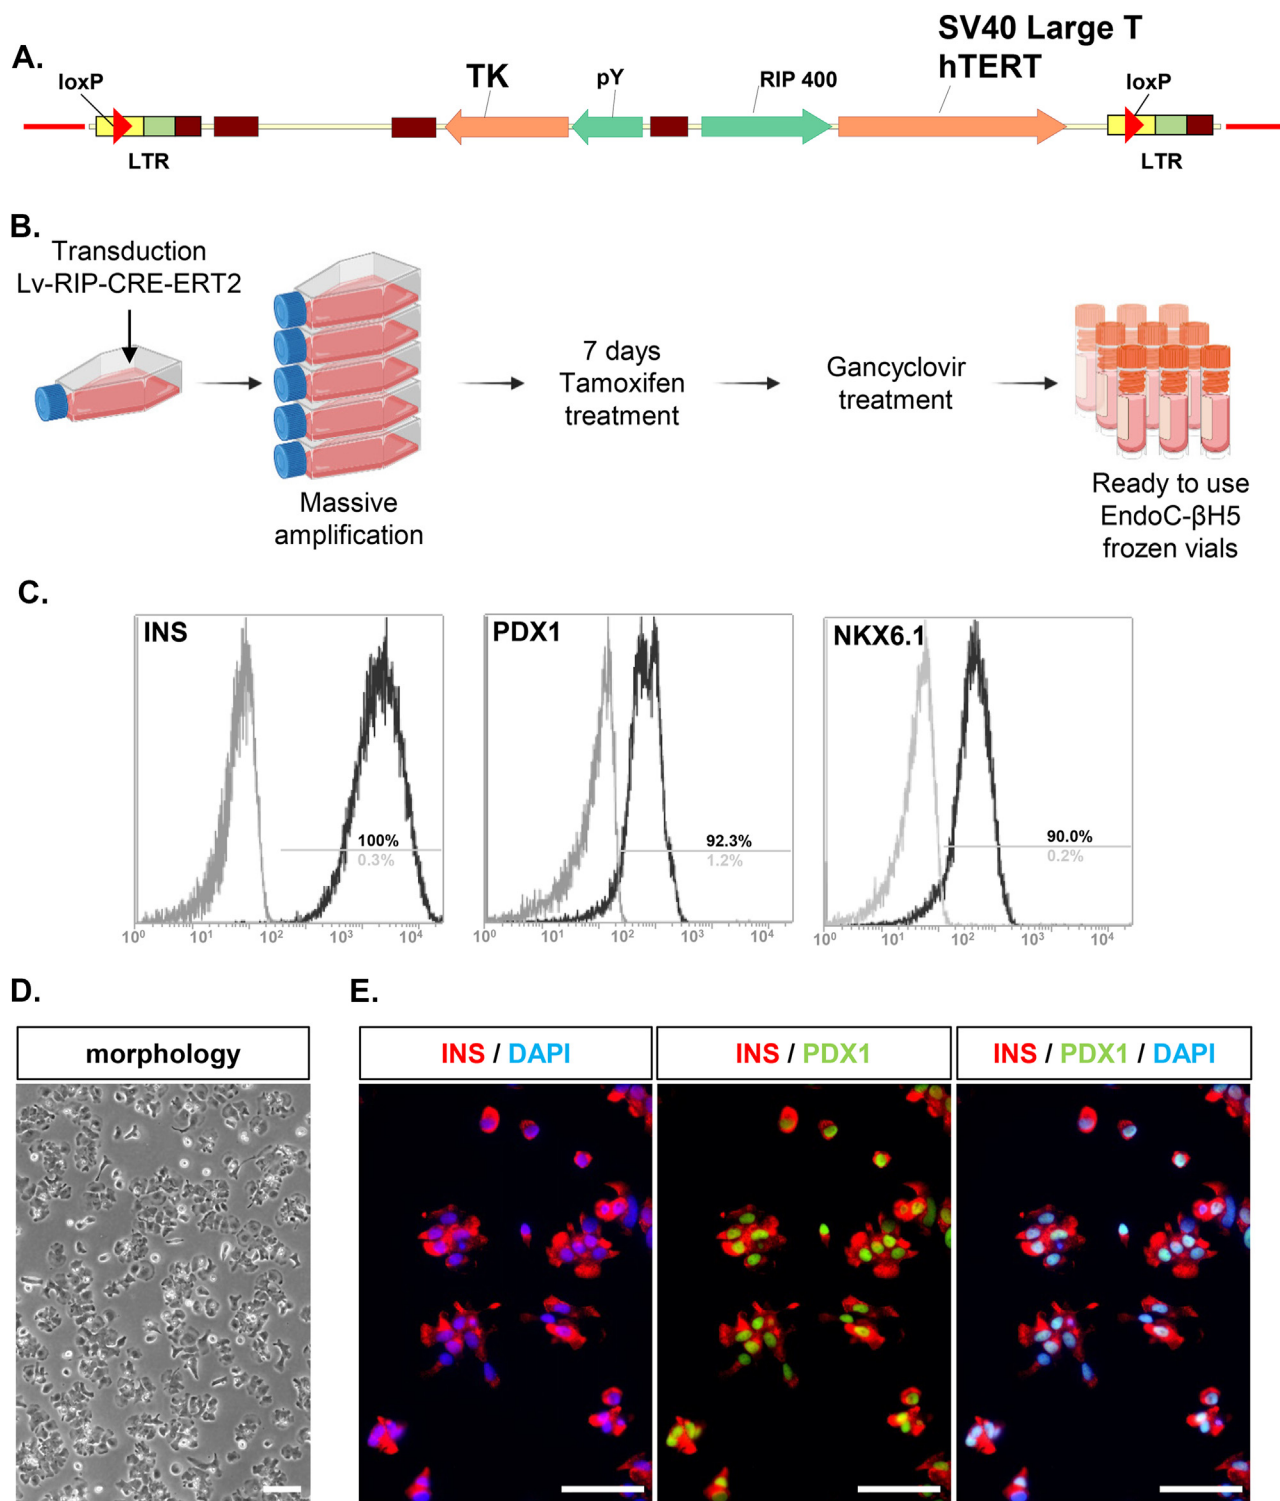 A.
SV40 Large T
hTERT
loxP
TK
pY
RIP 400
loxP
LTR
LTR
B.
Transduction
Lv-RIP-CRE-ERT2
Massive
amplification
7 days
Tamoxifen
treatment
Gancyclovir
treatment
Ready to use
EndoC-βH5
frozen vials
C.
INS
100%
0.3%
10⁰ 10¹ 10² 10³ 10⁴
PDX1
92.3%
1.2%
10⁰ 10¹ 10² 10³ 10⁴
NKX6.1
90.0%
0.2%
10⁰ 10¹ 10² 10³ 10⁴
D.
morphology
E.
INS / DAPI
INS / PDX1
INS / PDX1 / DAPI